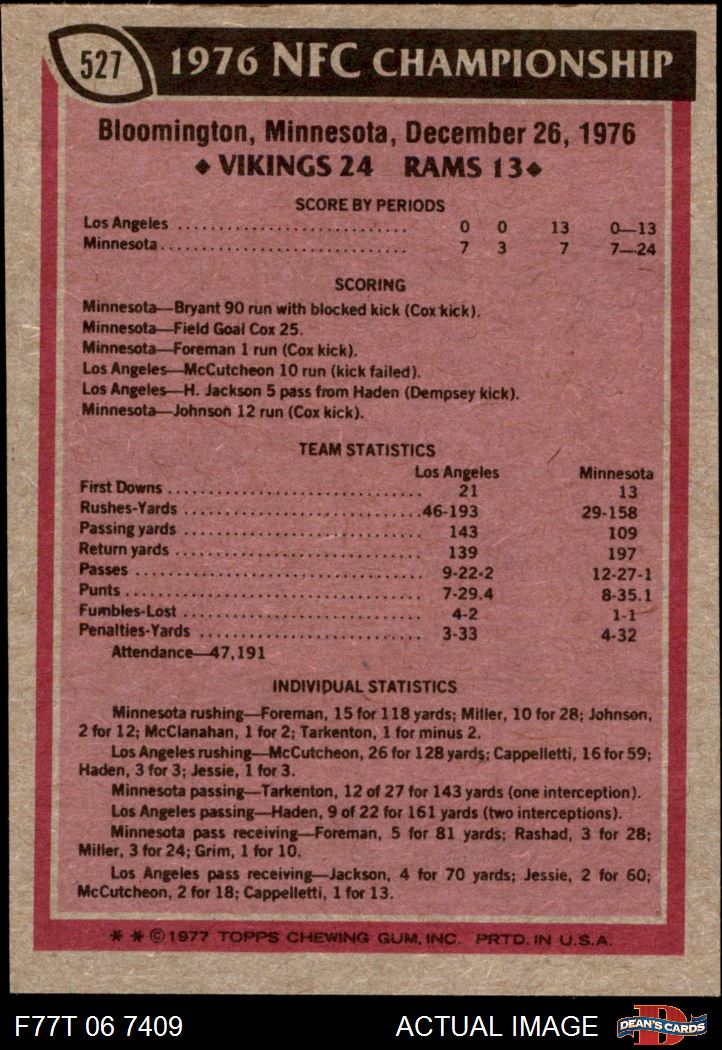 527 1976 NFC CHAMPIONSHIP
Bloomington, Minnesota, December 26, 1976
♦ VIKINGS 24 RAMS 13 ♦
SCORE BY PERIODS
Los Angeles ............................ 0 0 13 0—13
Minnesota .............................. 7 3 7 7—24
SCORING
Minnesota—Bryant 90 run with blocked kick (Cox kick).
Minnesota—Field Goal Cox 25.
Minnesota—Foreman 1 run (Cox kick).
Los Angeles—McCutcheon 10 run (kick failed).
Los Angeles—H. Jackson 5 pass from Haden (Dempsey kick).
Minnesota—Johnson 12 run (Cox kick).
TEAM STATISTICS
Los Angeles Minnesota
First Downs ............................ 21 13
Rushes-Yards ............................ 46-193 29-158
Passing yards ............................ 143 109
Return yards ............................ 139 197
Passes ............................ 9-22-2 12-27-1
Punts ............................ 7-29.4 8-35.1
Fumbles-Lost ............................ 4-2 1-1
Penalties-Yards ............................ 3-33 4-32
Attendance—47,191
INDIVIDUAL STATISTICS
Minnesota rushing—Foreman, 15 for 118 yards; Miller, 10 for 28; Johnson,
2 for 12; McClanahan, 1 for 2; Tarkenton, 1 for minus 2.
Los Angeles rushing—McCutcheon, 26 for 128 yards; Cappelletti, 16 for 59;
Haden, 3 for 3; Jessie, 1 for 3.
Minnesota passing—Tarkenton, 12 of 27 for 143 yards (one interception).
Los Angeles passing—Haden, 9 of 22 for 161 yards (two interceptions).
Minnesota pass receiving—Foreman, 5 for 81 yards; Rashad, 3 for 28;
Miller, 3 for 24; Grim, 1 for 10.
Los Angeles pass receiving—Jackson, 4 for 70 yards; Jessie, 2 for 60;
McCutcheon, 2 for 18; Cappelletti, 1 for 13.
* * © 1977 TOPPS CHEWING GUM, INC. PRTD. IN U.S.A.
F77T 06 7409 ACTUAL IMAGE D DEAN'S CARDS